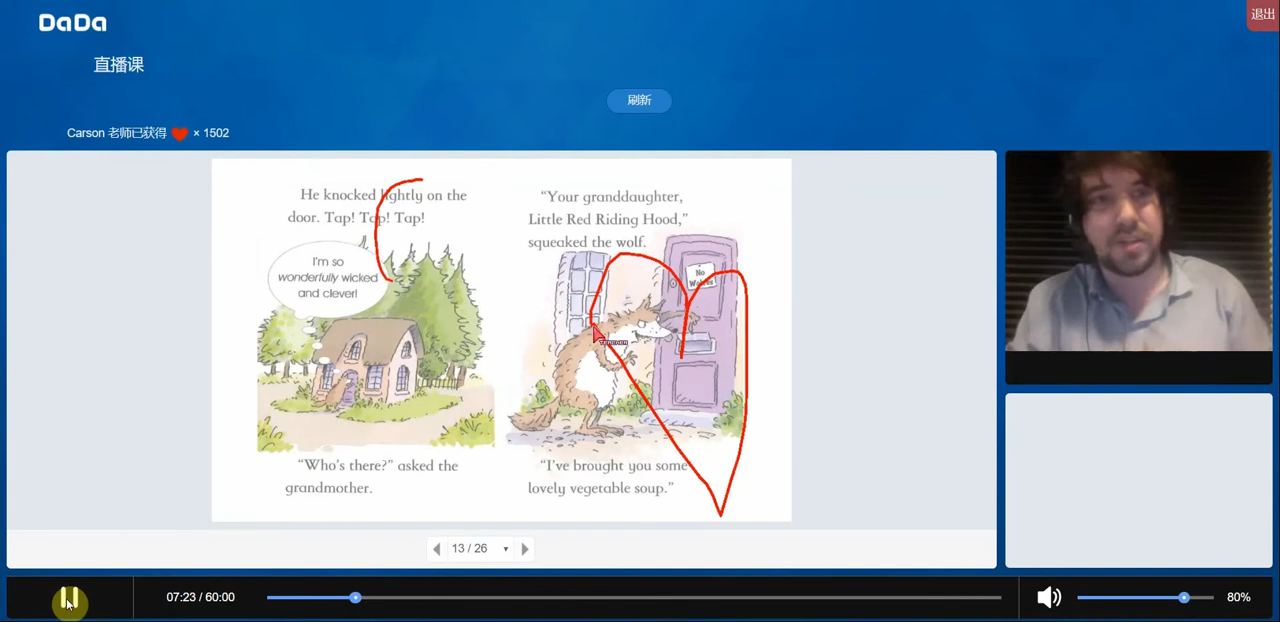 DaDa
退出
直播课
刷新
Carson 老师已获得 × 1502
He knocked lightly on the
door. Tap! Tap! Tap!
I'm so
wonderfully wicked
and clever!
"Who's there?" asked the
grandmother.
"Your granddaughter,
Little Red Riding Hood,"
squeaked the wolf.
No
Wolves
TEACHER
"I've brought you some
lovely vegetable soup."
13 / 26
07:23 / 60:00
80%